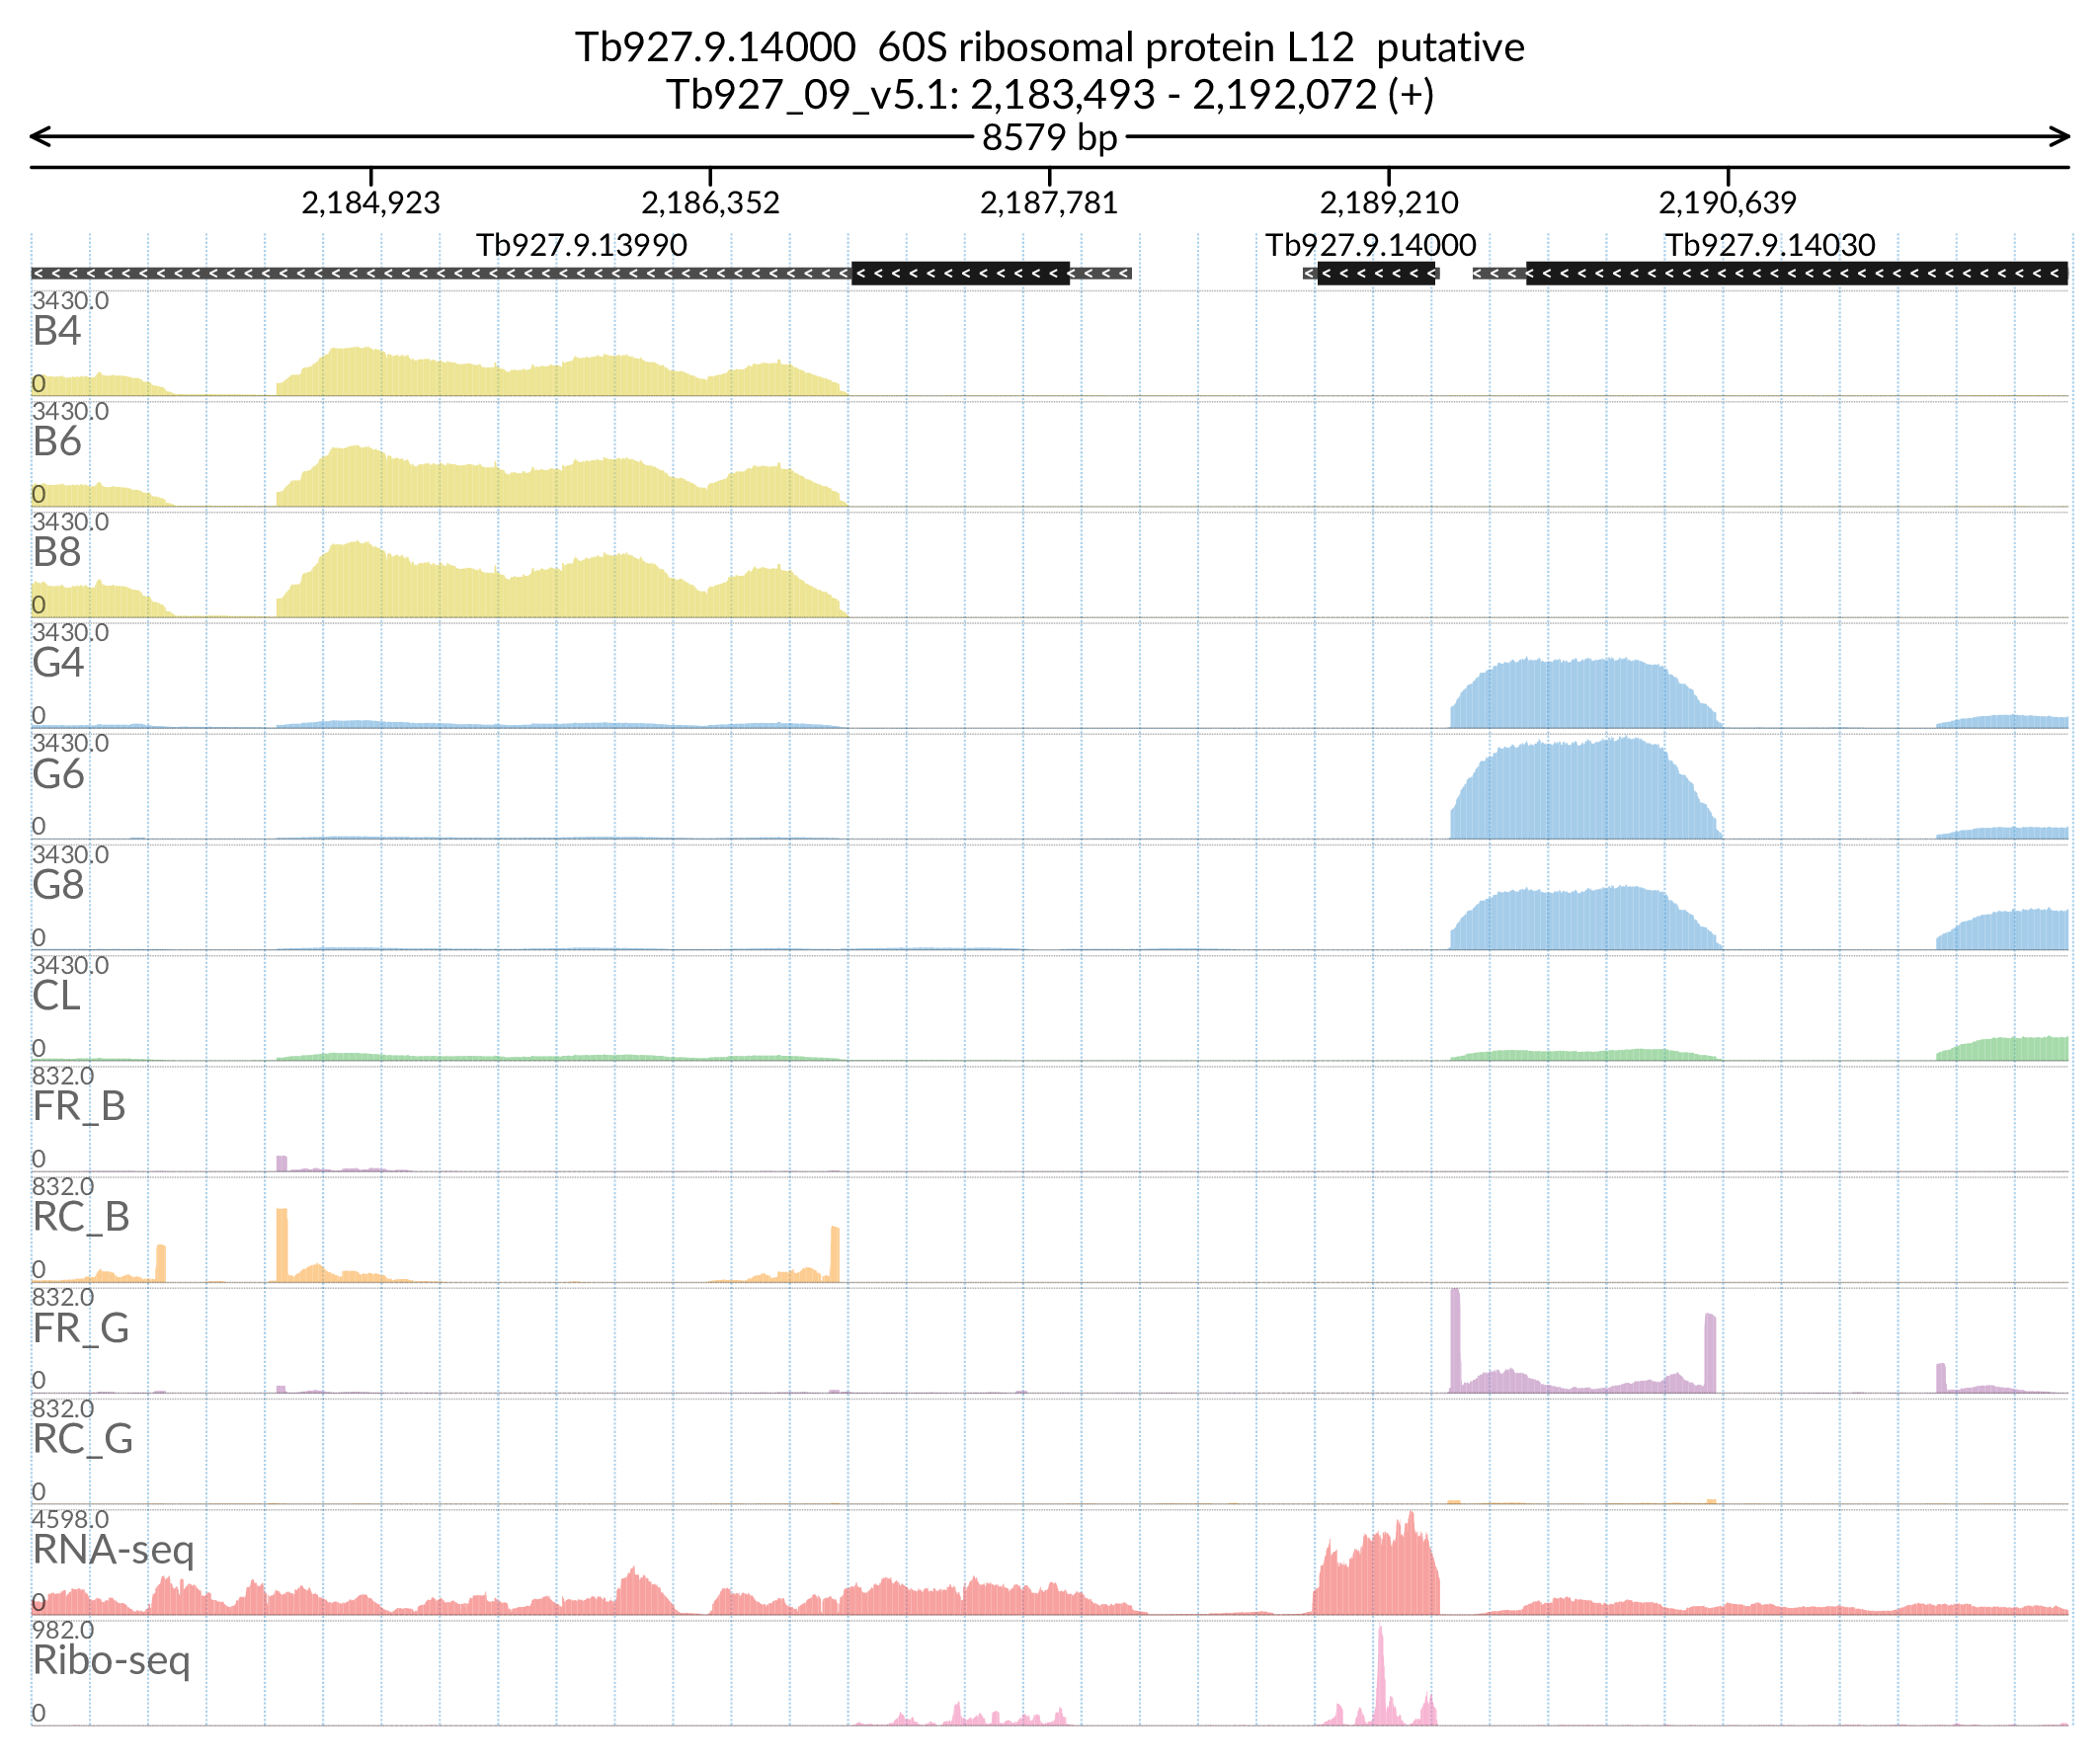 Tb927.9.14000 60S ribosomal protein L12 putative
Tb927_09_v5.1: 2,183,493 - 2,192,072 (+)
8579 bp
2,184,923 2,186,352 2,187,781 2,189,210 2,190,639
Tb927.9.13990 Tb927.9.14000 Tb927.9.14030
3430.0
B4
0
3430.0
B6
0
3430.0
B8
0
3430.0
G4
0
3430.0
G6
0
3430.0
G8
0
3430.0
CL
0
832.0
FR_B
0
832.0
RC_B
0
832.0
FR_G
0
832.0
RC_G
0
4598.0
RNA-seq
0
982.0
Ribo-seq
0